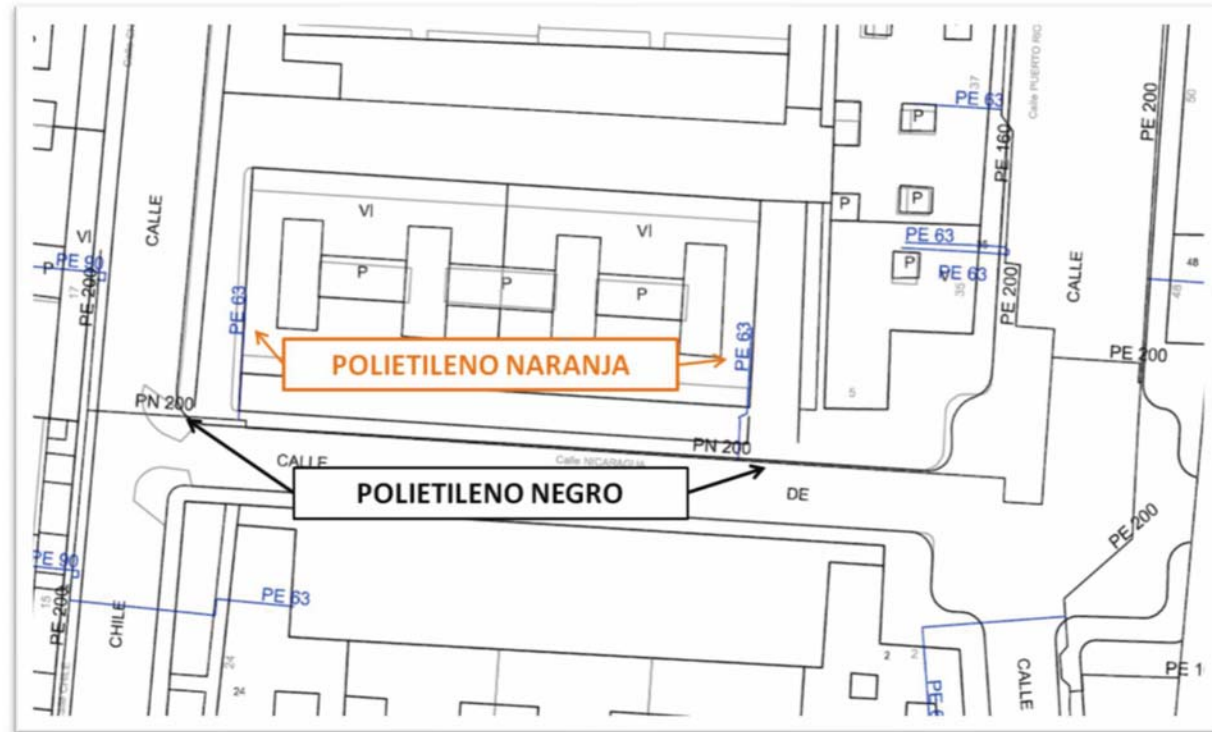 Calle PUERTO RICO
PE 63
37
P
PE 160
PE 200
50
P
P
CALLE
VI
VI
VI
CALLE
PE 63
48
PE 90
P
P
P
P
P
PE 63
48
17
PE 200
PE 63
PE 63
35
PE 200
POLIETILENO NARANJA
PE 200
5
PN 200
PN 200
CALLE
Calle NICARAGUA
POLIETILENO NEGRO
DE
PE 200
PE 90
15
PE 200
CHILE
PE 63
24
24
2
2
CALLE
PE 1